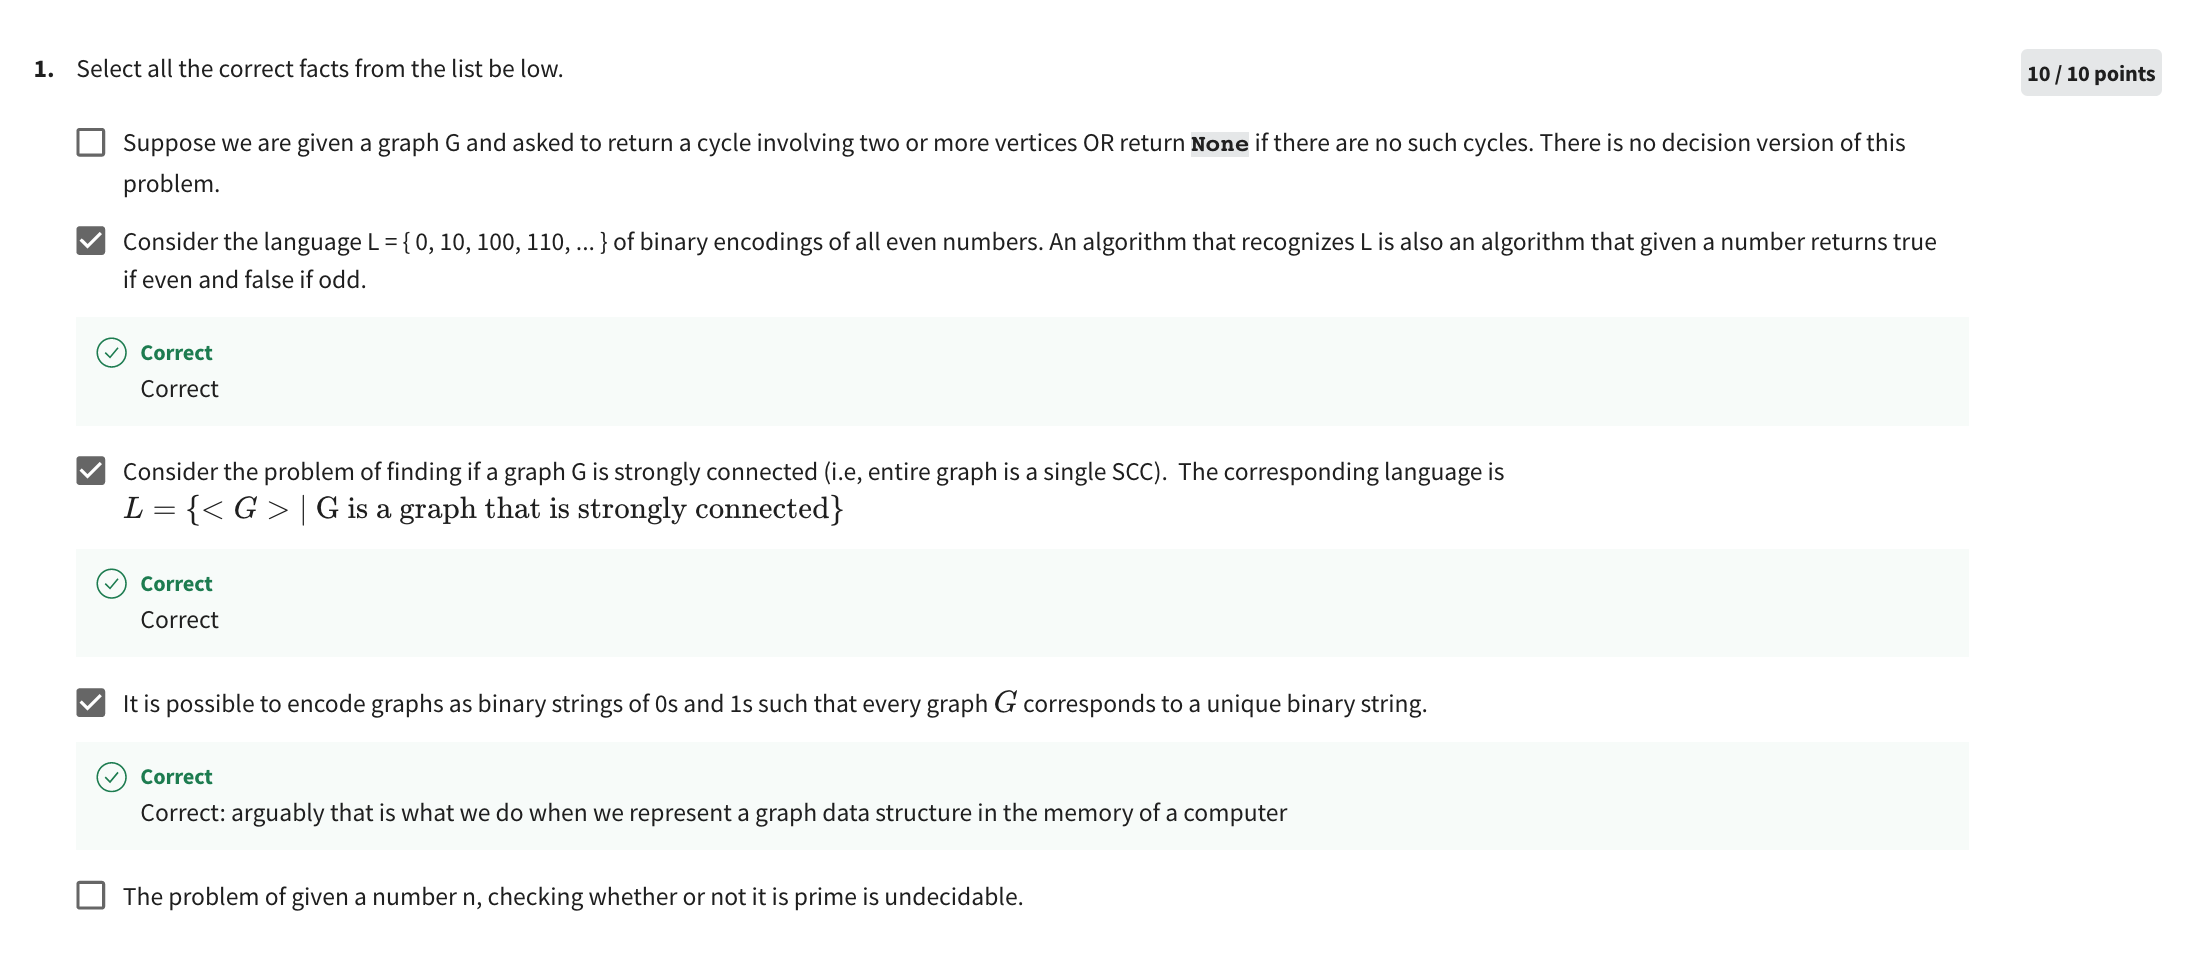 1. Select all the correct facts from the list be low.
10 / 10 points
Suppose we are given a graph G and asked to return a cycle involving two or more vertices OR return None if there are no such cycles. There is no decision version of this
problem.
Consider the language L = { 0, 10, 100, 110, ... } of binary encodings of all even numbers. An algorithm that recognizes L is also an algorithm that given a number returns true
if even and false if odd.
Correct
Correct
Consider the problem of finding if a graph G is strongly connected (i.e, entire graph is a single SCC). The corresponding language is
L = {< G > | G is a graph that is strongly connected}
Correct
Correct
It is possible to encode graphs as binary strings of 0s and 1s such that every graph G corresponds to a unique binary string.
Correct
Correct: arguably that is what we do when we represent a graph data structure in the memory of a computer
The problem of given a number n, checking whether or not it is prime is undecidable.